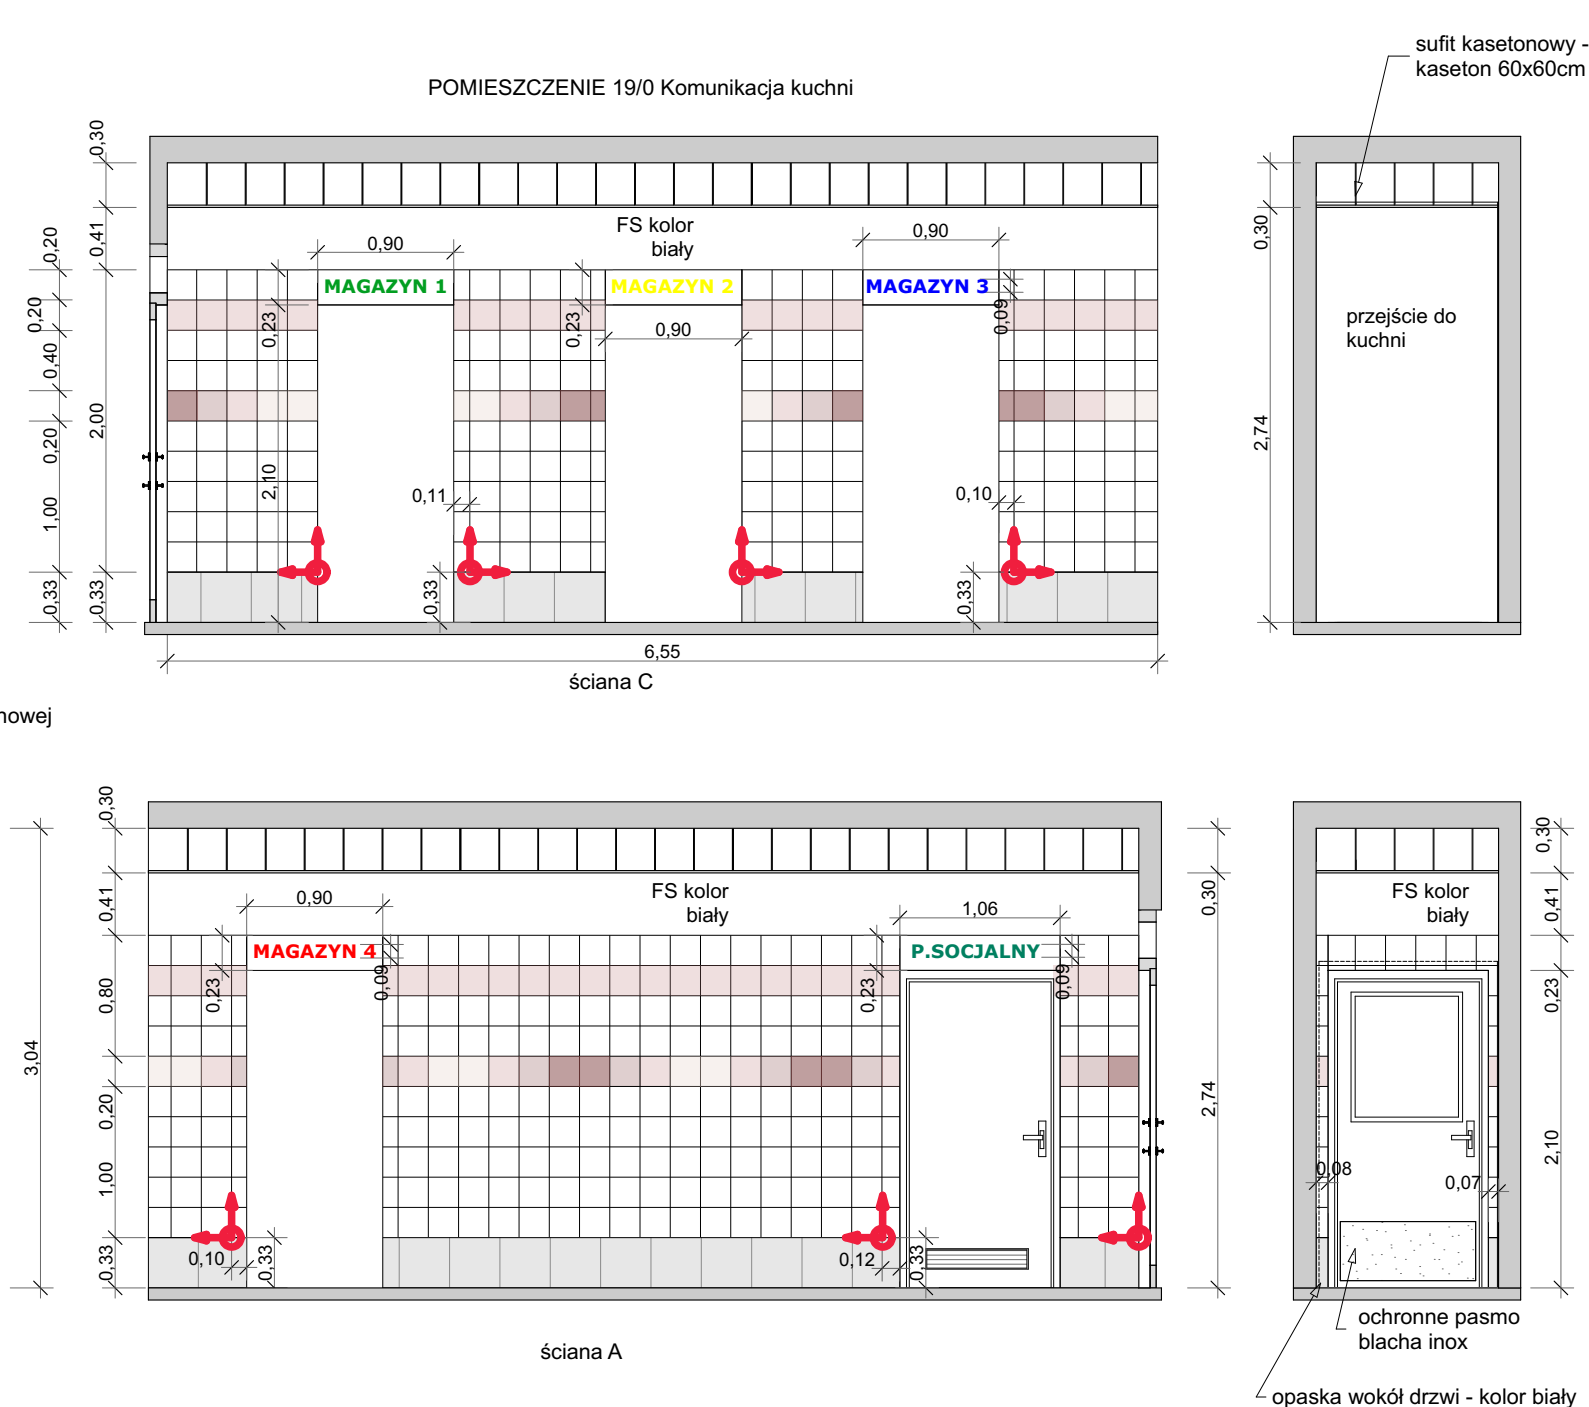 sufit kasetonowy -
kaseton 60x60cm
POMIESZCZENIE 19/0 Komunikacja kuchni
0,30
0,41
0,20
0,20
0,40
0,20
1,00
0,33
2,00
0,33
FS kolor
biały
0,90
0,90
MAGAZYN 1
MAGAZYN 2
MAGAZYN 3
0,23
0,23
0,90
0,09
2,10
0,11
0,10
0,33
0,33
6,55
ściana C
0,30
2,74
przejście do
kuchni
nowej
3,04
0,30
0,41
0,80
0,20
1,00
0,33
0,90
FS kolor
biały
1,06
MAGAZYN 4
P.SOCJALNY
0,23
0,09
0,23
0,09
0,10
0,33
0,12
0,33
0,30
2,74
ściana A
FS kolor
biały
0,30
0,41
0,23
2,10
0,08
0,07
ochronne pasmo
blacha inox
opaska wokół drzwi - kolor biały